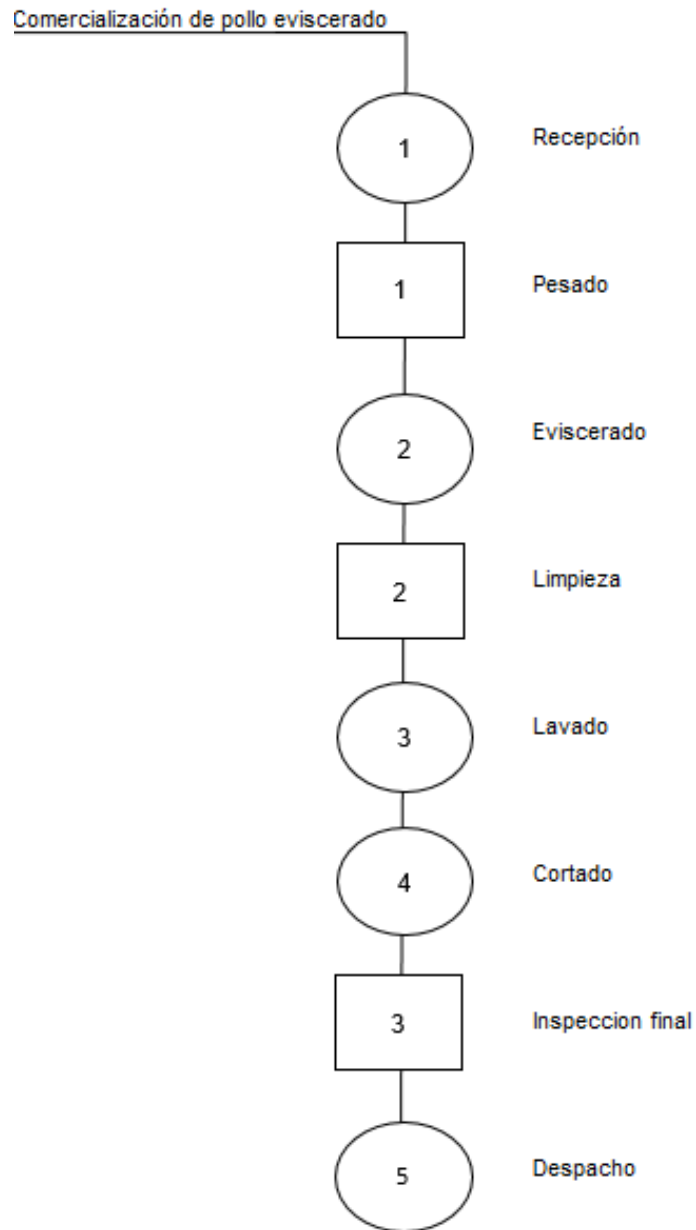 Comercialización de pollo eviscerado
1 Recepción
1 Pesado
2 Eviscerado
2 Limpieza
3 Lavado
4 Cortado
3 Inspeccion final
5 Despacho